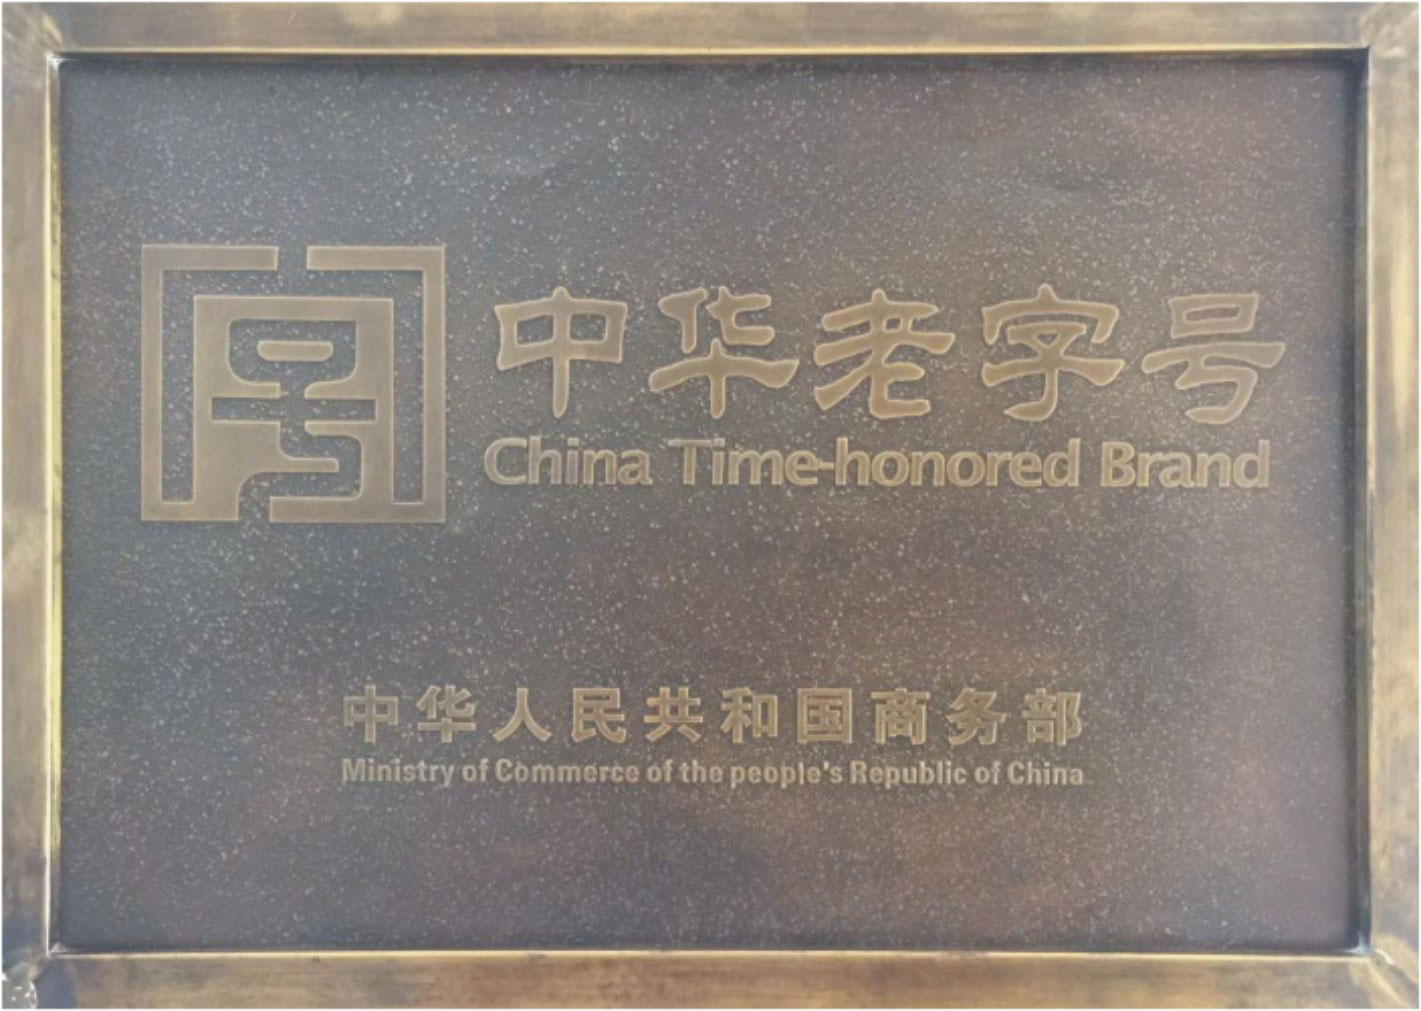 中华老字号
China Time-honored Brand
中华人民共和国商务部
Ministry of Commerce of the people's Republic of China